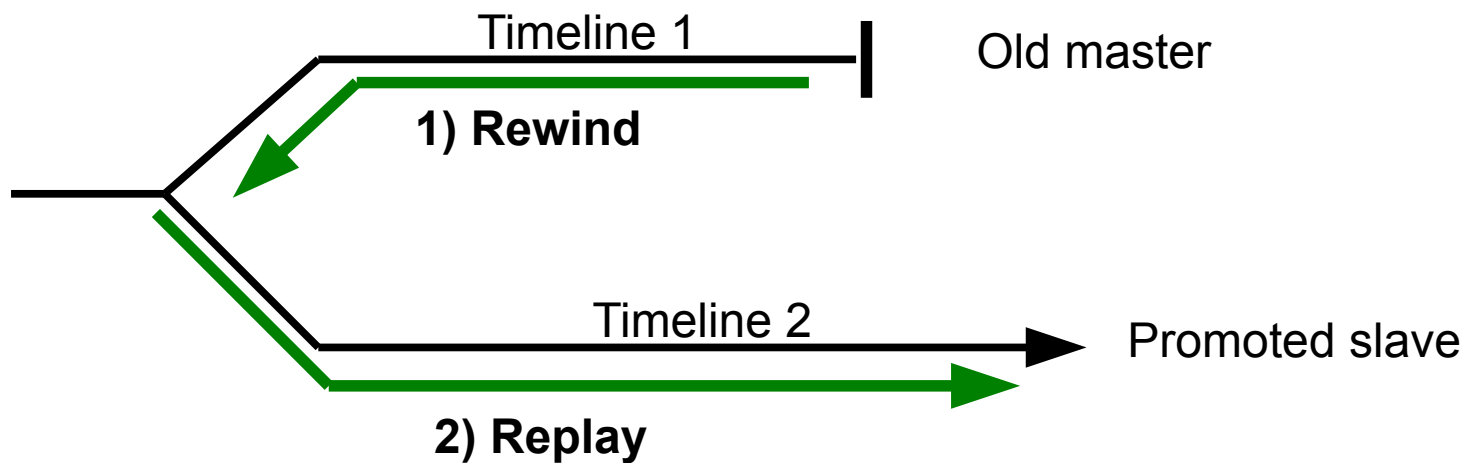 Timeline 1
Old master
1) Rewind
Timeline 2
Promoted slave
2) Replay